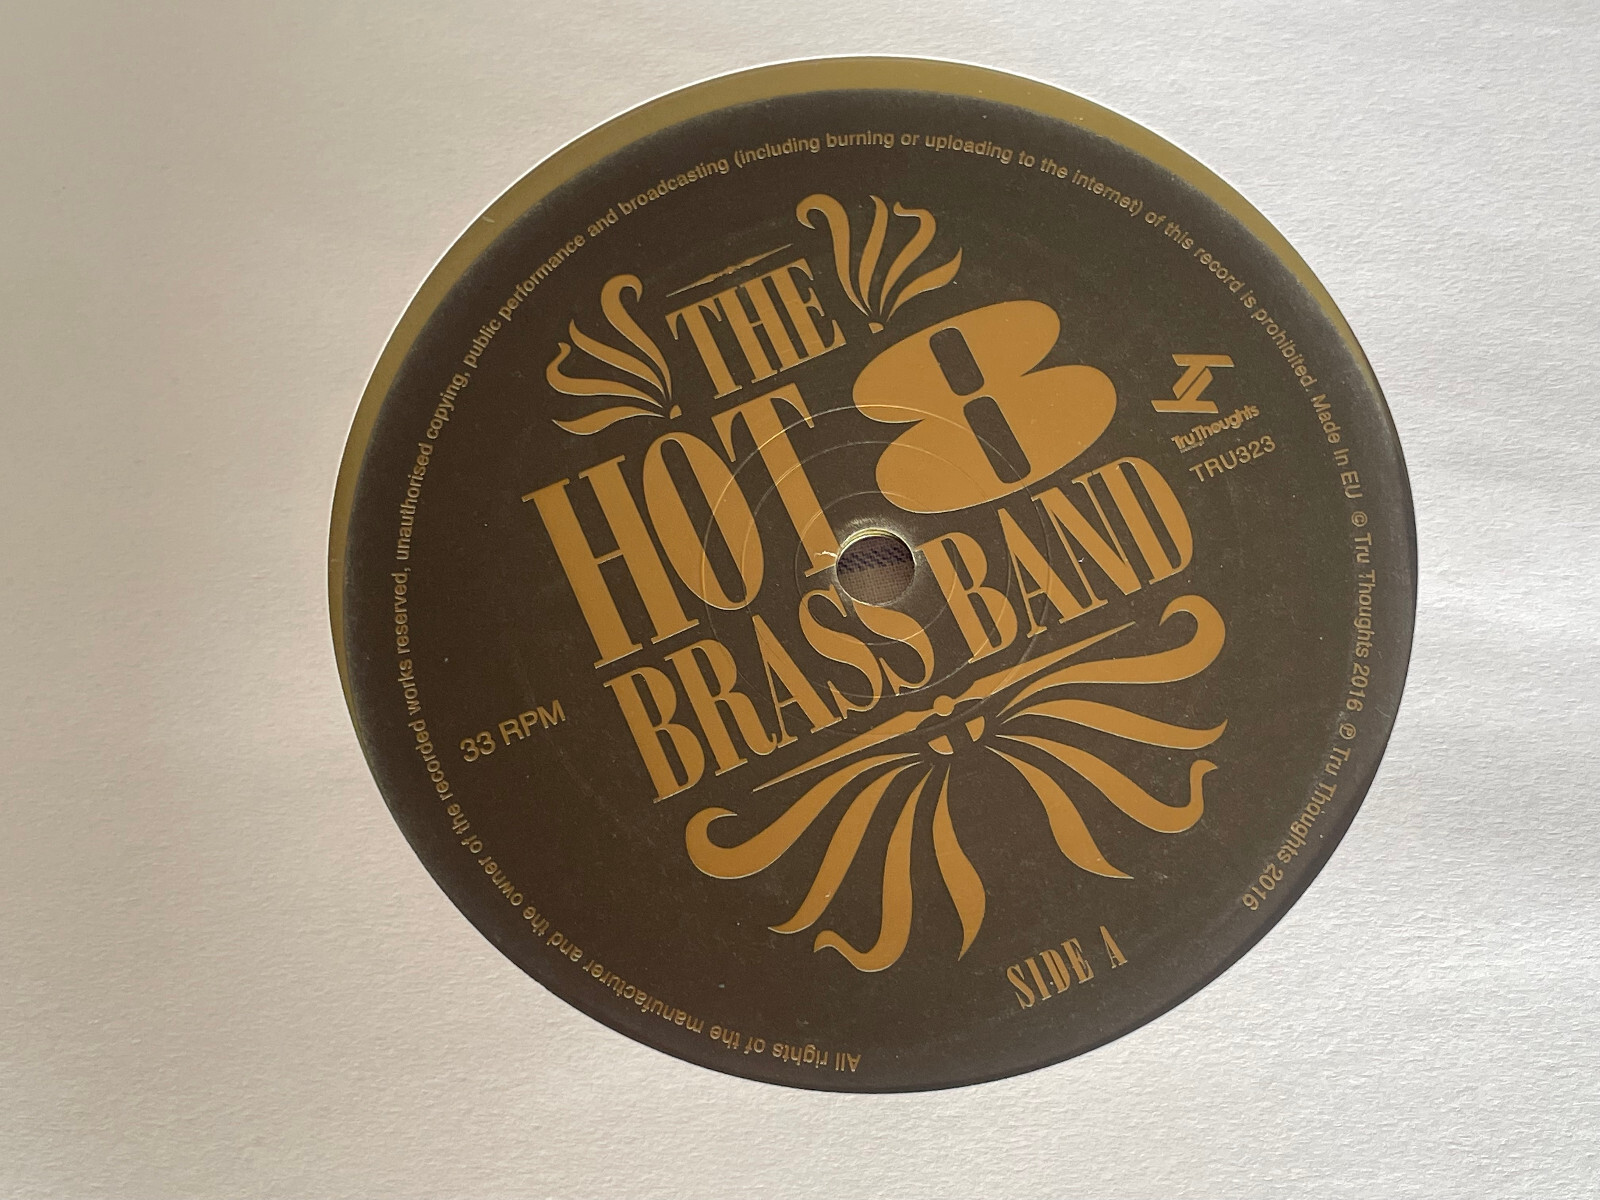 THE
HOT 8
BRASS BAND
Tru Thoughts
TRU323
33 RPM
SIDE A
All rights of the manufacturer and the owner of the recorded works reserved, unauthorised copying, public performance and broadcasting (including burning or uploading to the internet) of this record is prohibited. Made In EU © Tru Thoughts 2016 ℗ Tru Thoughts 2016